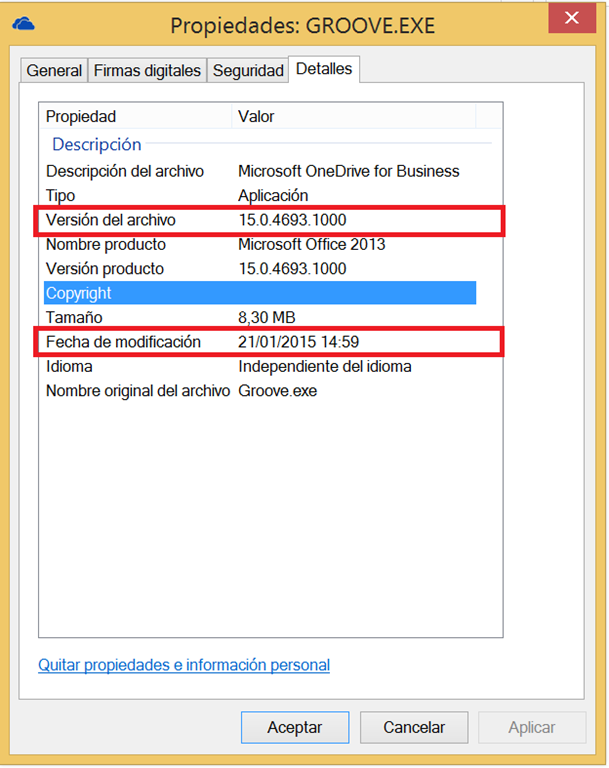 Propiedades: GROOVE.EXE
General Firmas digitales Seguridad Detalles
Propiedad Valor
Descripción
Descripción del archivo Microsoft OneDrive for Business
Tipo Aplicación
Versión del archivo 15.0.4693.1000
Nombre producto Microsoft Office 2013
Versión producto 15.0.4693.1000
Copyright
Tamaño 8,30 MB
Fecha de modificación 21/01/2015 14:59
Idioma Independiente del idioma
Nombre original del archivo Groove.exe
Quitar propiedades e información personal
Aceptar Cancelar Aplicar